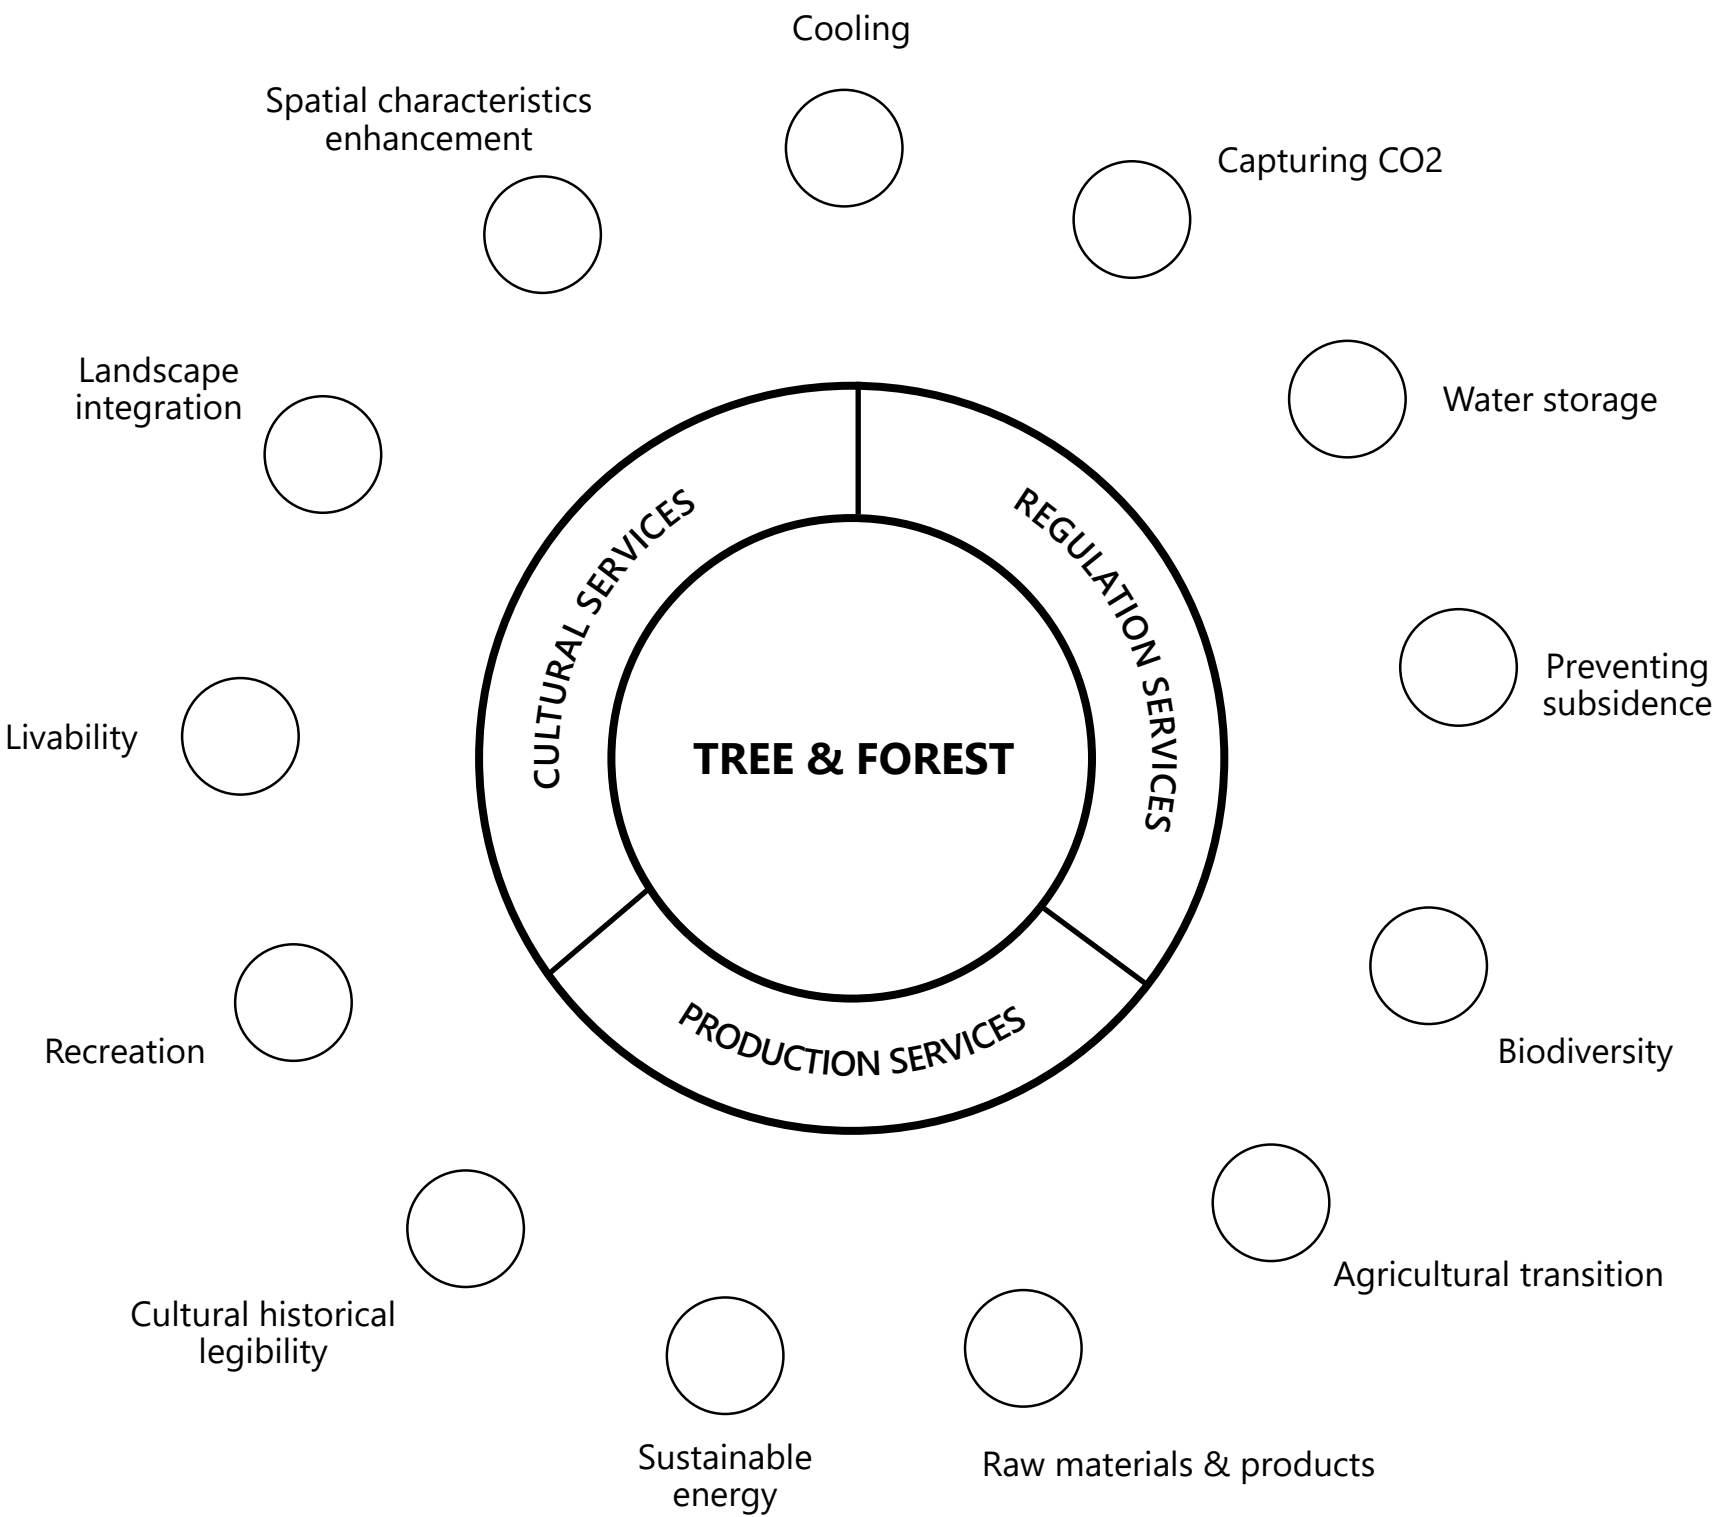 Cooling
Spatial characteristics
enhancement
Capturing CO2
Landscape
integration
Water storage
CULTURAL SERVICES
REGULATION SERVICES
Preventing
subsidence
Livability
TREE & FOREST
PRODUCTION SERVICES
Recreation
Biodiversity
Agricultural transition
Cultural historical
legibility
Sustainable
energy
Raw materials & products